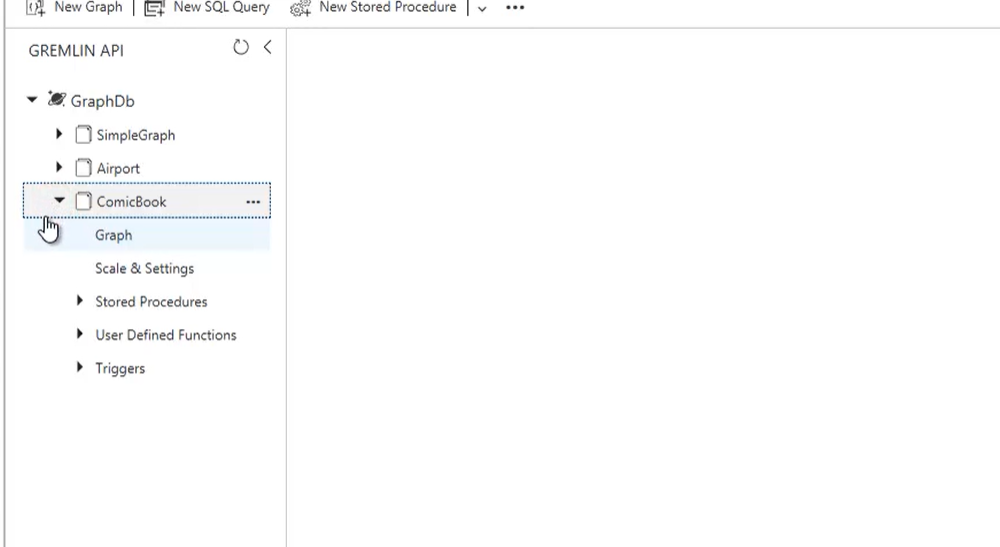 New Graph New SQL Query New Stored Procedure
GREMLIN API
GraphDb
SimpleGraph
Airport
ComicBook
Graph
Scale & Settings
Stored Procedures
User Defined Functions
Triggers